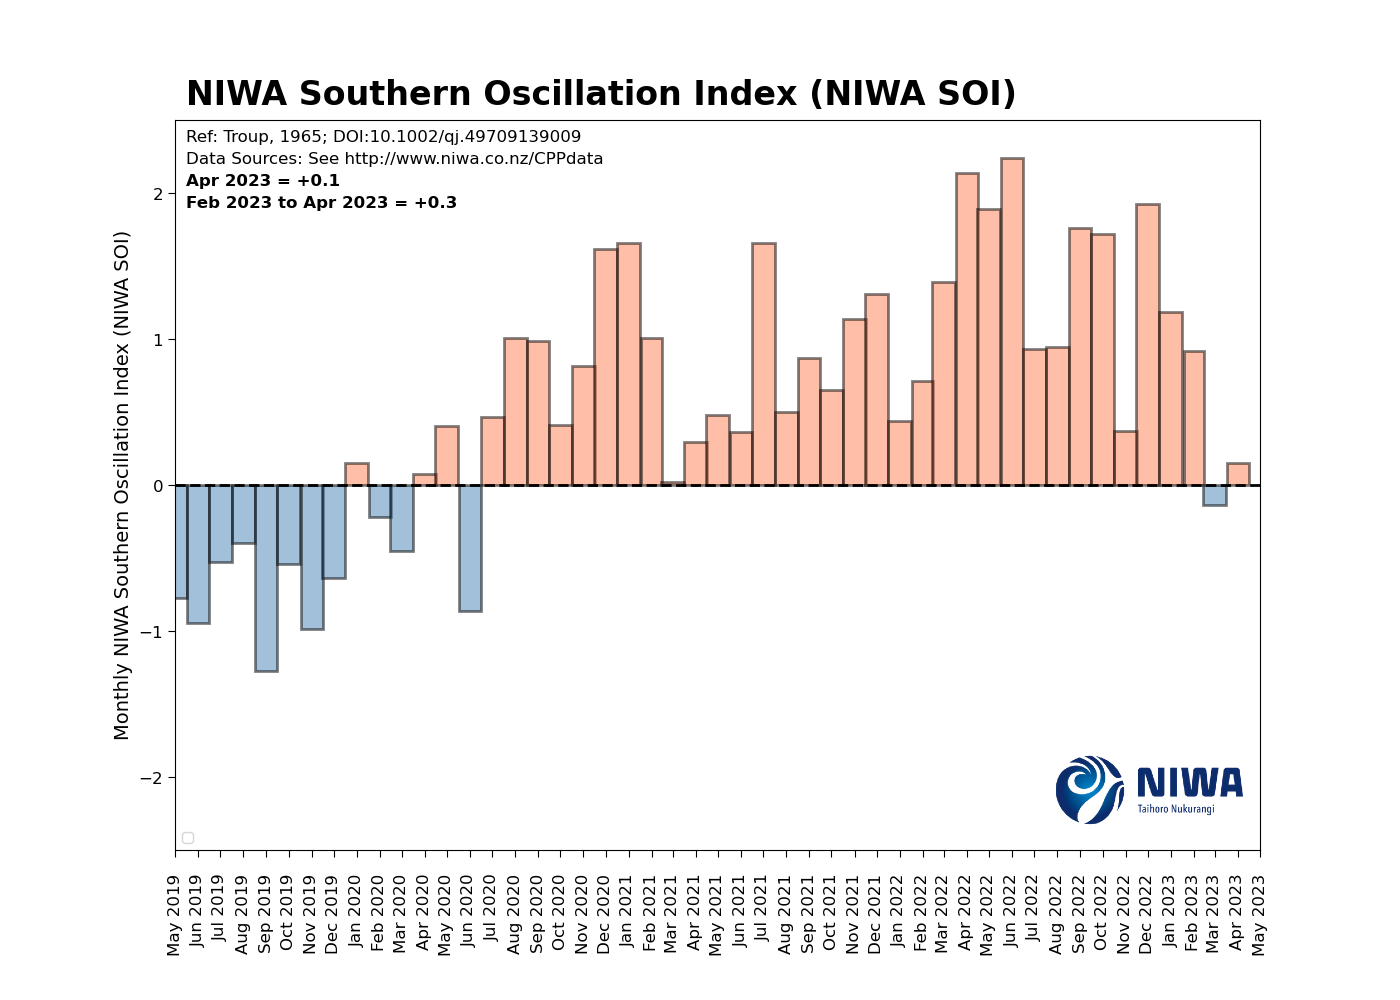 NIWA Southern Oscillation Index (NIWA SOI)
Ref: Troup, 1965; DOI:10.1002/qj.49709139009
Data Sources: See http://www.niwa.co.nz/CPPdata
Apr 2023 = +0.1
Feb 2023 to Apr 2023 = +0.3
Monthly NIWA Southern Oscillation Index (NIWA SOI)
2
1
0
−1
−2
NIWA
Taihoro Nukurangi
May 2019
Jun 2019
Jul 2019
Aug 2019
Sep 2019
Oct 2019
Nov 2019
Dec 2019
Jan 2020
Feb 2020
Mar 2020
Apr 2020
May 2020
Jun 2020
Jul 2020
Aug 2020
Sep 2020
Oct 2020
Nov 2020
Dec 2020
Jan 2021
Feb 2021
Mar 2021
Apr 2021
May 2021
Jun 2021
Jul 2021
Aug 2021
Sep 2021
Oct 2021
Nov 2021
Dec 2021
Jan 2022
Feb 2022
Mar 2022
Apr 2022
May 2022
Jun 2022
Jul 2022
Aug 2022
Sep 2022
Oct 2022
Nov 2022
Dec 2022
Jan 2023
Feb 2023
Mar 2023
Apr 2023
May 2023